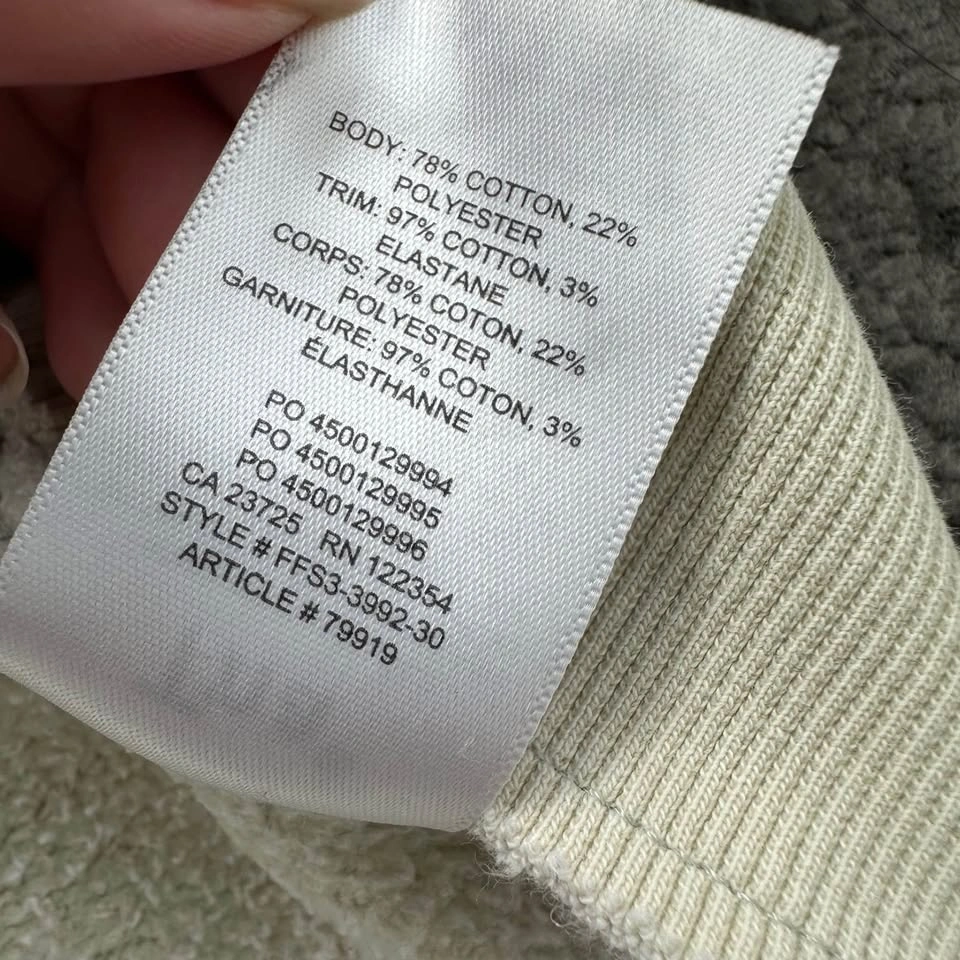 BODY: 78% COTTON, 22%
POLYESTER
TRIM: 97% COTTON, 3%
ELASTANE
CORPS: 78% COTON, 22%
POLYESTER
GARNITURE: 97% COTON, 3%
ÉLASTHANNE
PO 4500129994
PO 4500129995
PO 4500129996
CA 23725 RN 122354
STYLE # FFS3-3992-30
ARTICLE # 79919